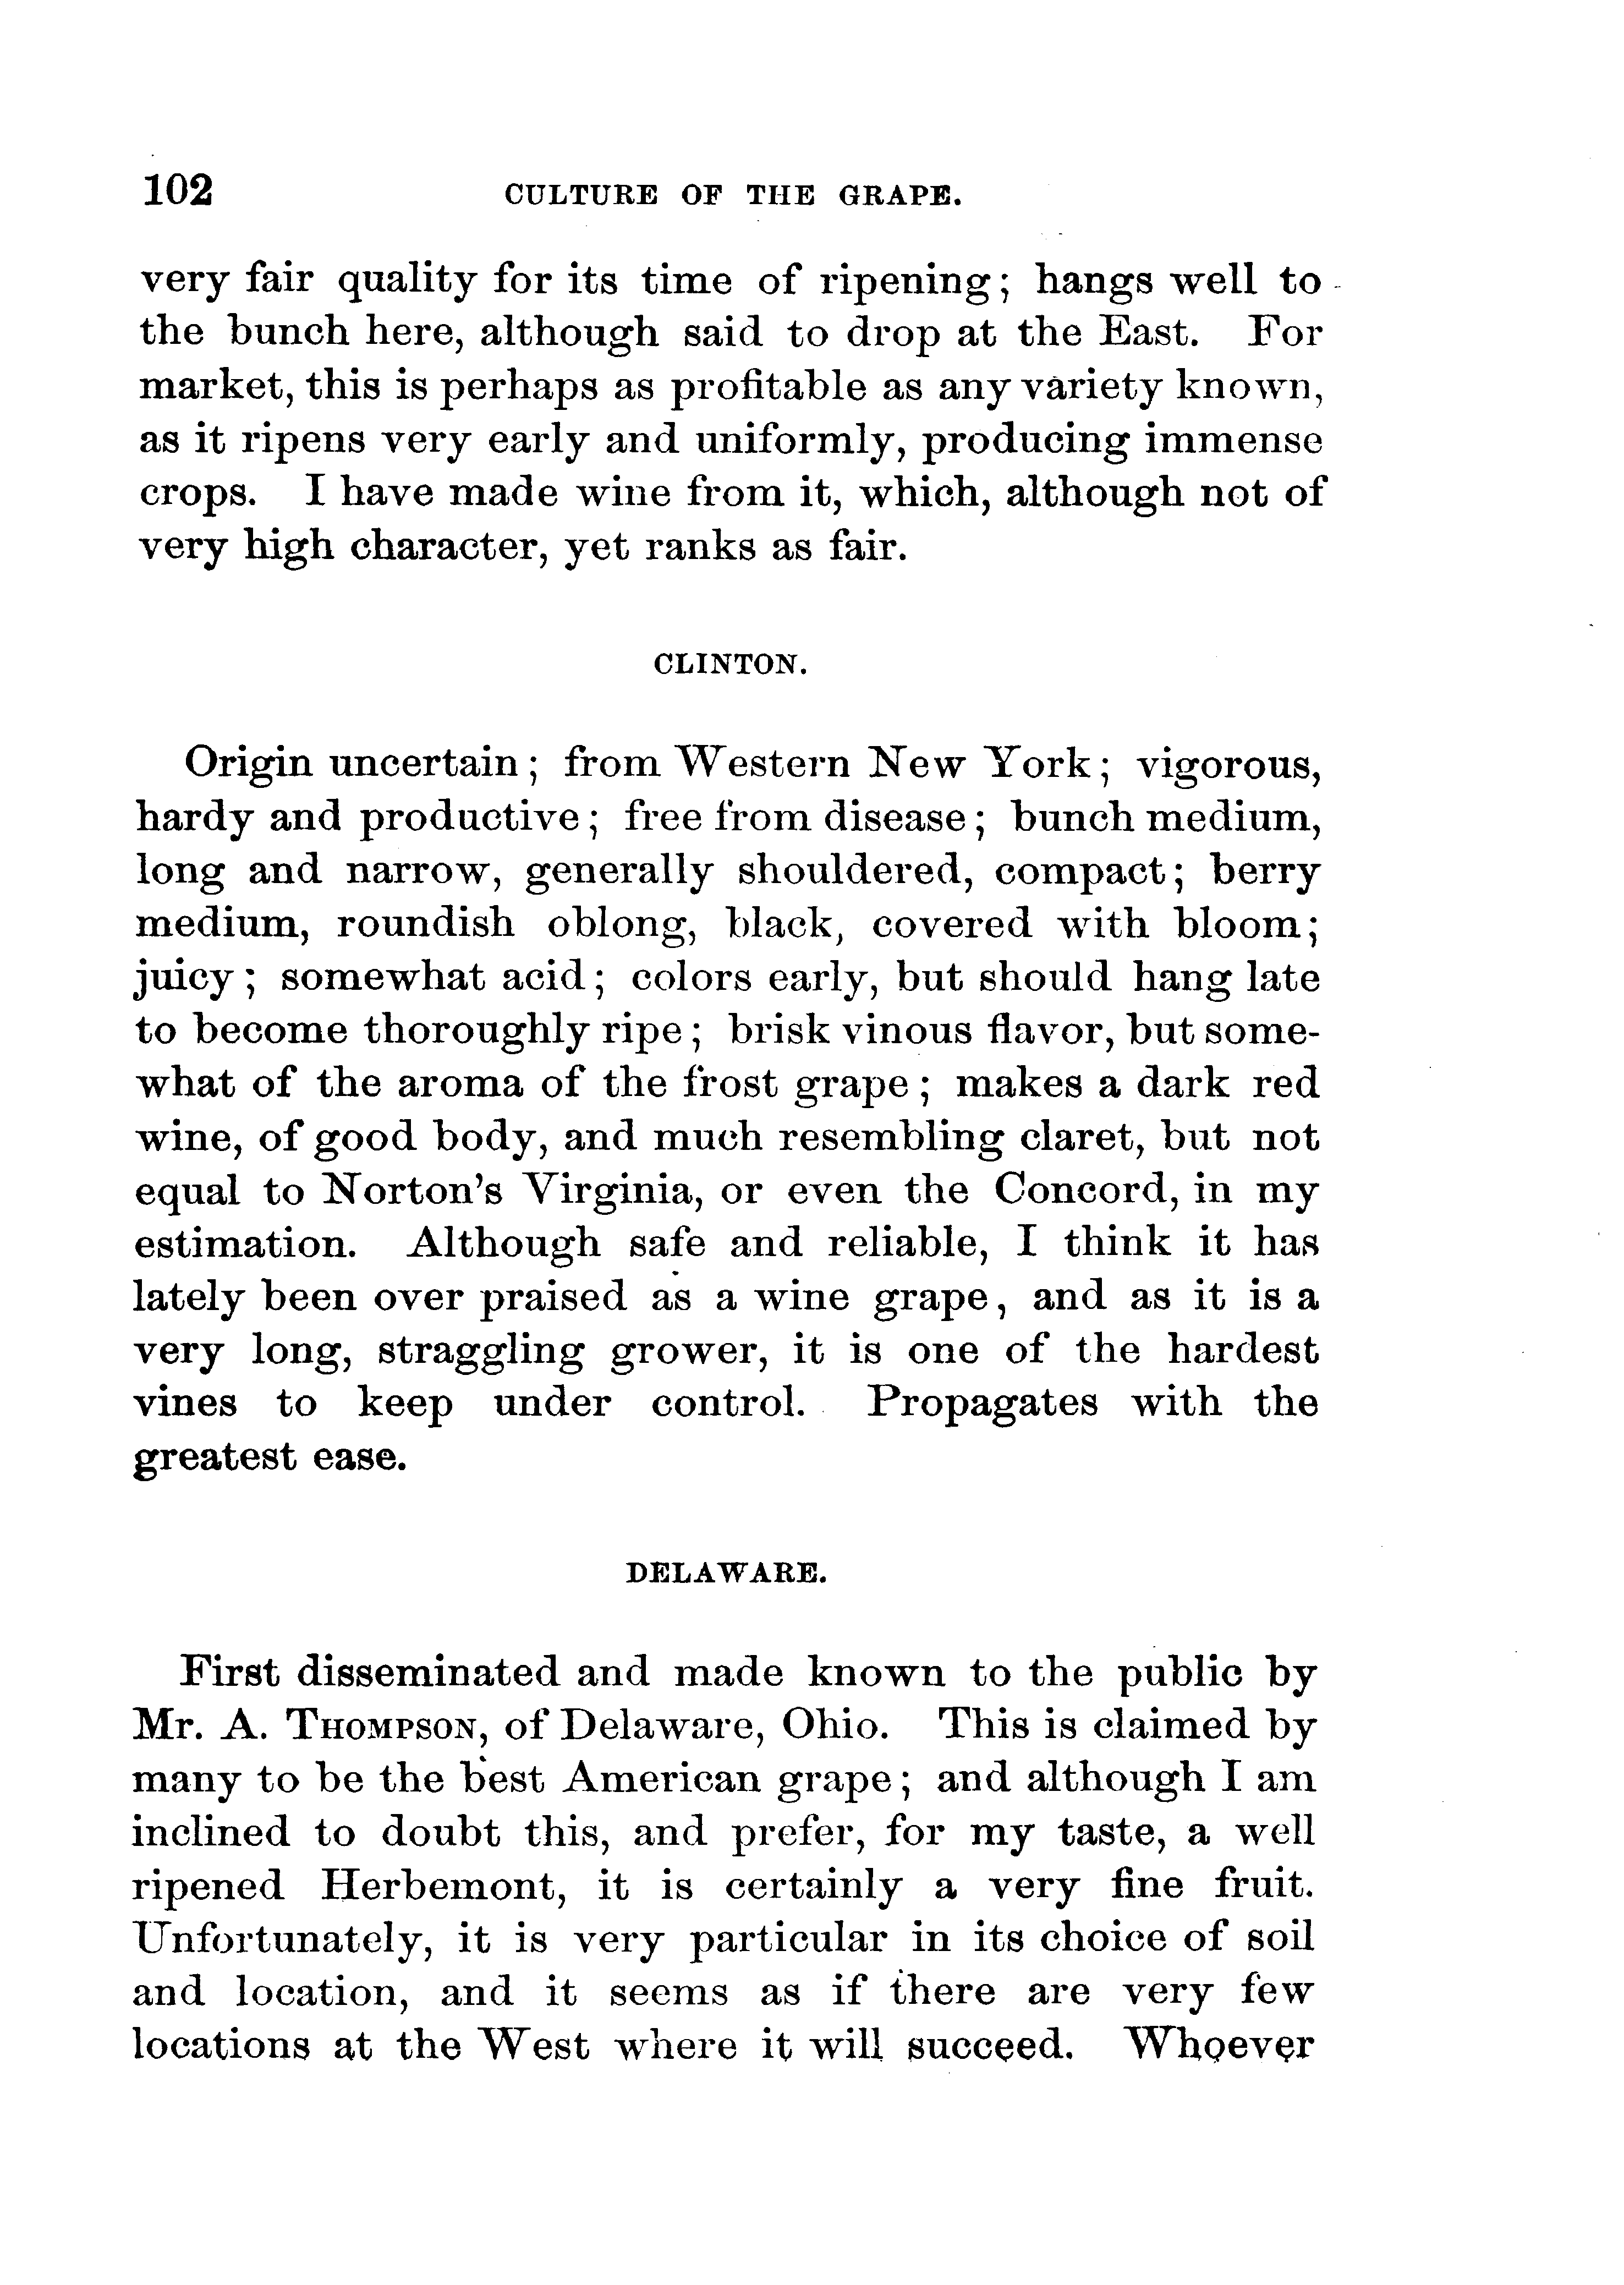 102 CULTURE OF THE GRAPE.
very fair quality for its time of ripening; hangs well to
the bunch here, although said to drop at the East. For
market, this is perhaps as profitable as any variety known,
as it ripens very early and uniformly, producing immense
crops. I have made wine from it, which, although not of
very high character, yet ranks as fair.
CLINTON.
Origin uncertain; from Western New York; vigorous,
hardy and productive; free from disease; bunch medium,
long and narrow, generally shouldered, compact; berry
medium, roundish oblong, black, covered with bloom;
juicy; somewhat acid; colors early, but should hang late
to become thoroughly ripe; brisk vinous flavor, but some-
what of the aroma of the frost grape; makes a dark red
wine, of good body, and much resembling claret, but not
equal to Norton's Virginia, or even the Concord, in my
estimation. Although safe and reliable, I think it has
lately been over praised as a wine grape, and as it is a
very long, straggling grower, it is one of the hardest
vines to keep under control. Propagates with the
greatest ease.
DELAWARE.
First disseminated and made known to the public by
Mr. A. THOMPSON, of Delaware, Ohio. This is claimed by
many to be the best American grape; and although I am
inclined to doubt this, and prefer, for my taste, a well
ripened Herbemont, it is certainly a very fine fruit.
Unfortunately, it is very particular in its choice of soil
and location, and it seems as if there are very few
locations at the West where it will succeed. Whoever